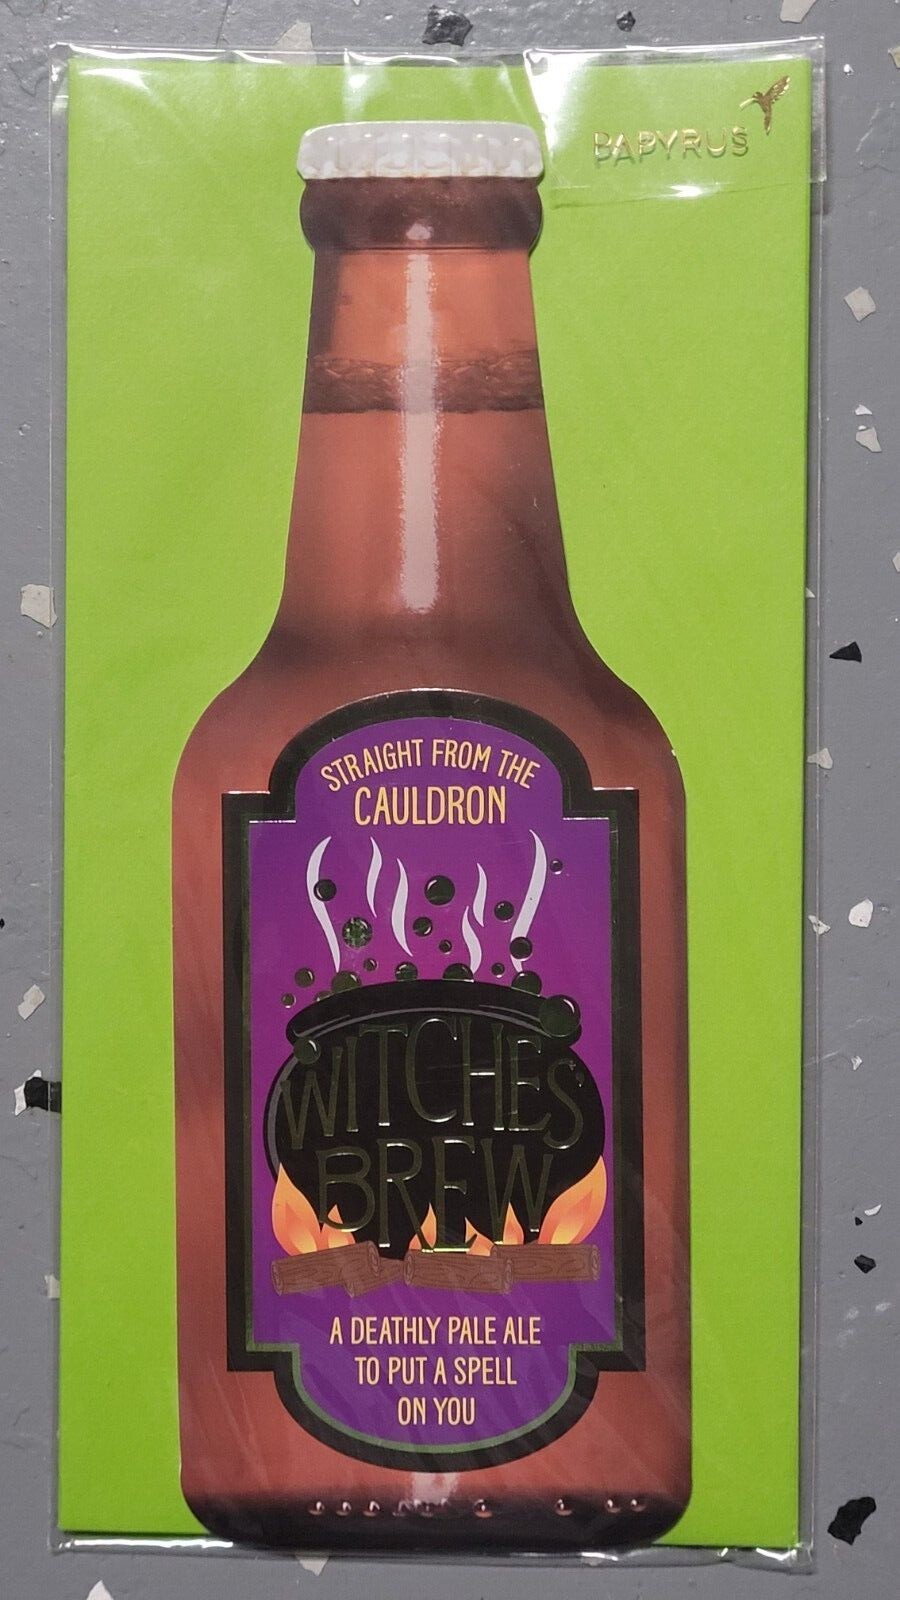 PAPYRUS
STRAIGHT FROM THE
CAULDRON
WITCHES'
BREW
A DEATHLY PALE ALE
TO PUT A SPELL
ON YOU